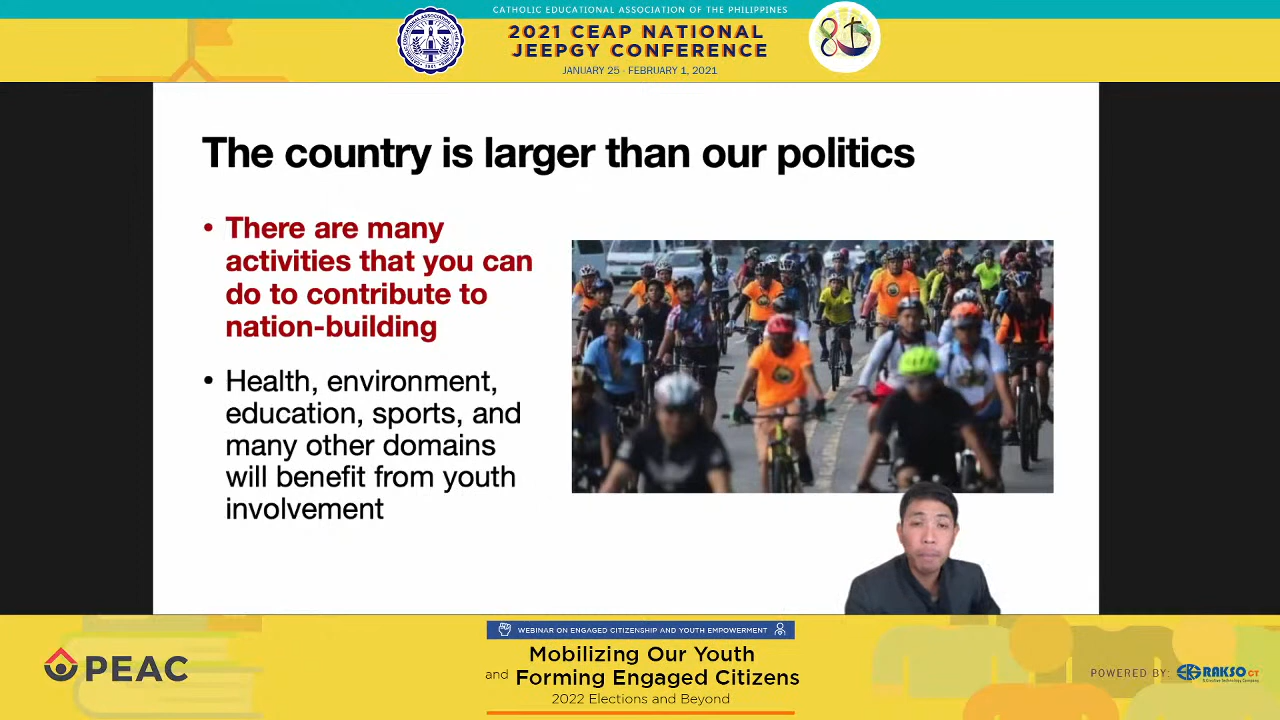 CATHOLIC EDUCATIONAL ASSOCIATION OF THE PHILIPPINES
2021 CEAP NATIONAL
JEEPGY CONFERENCE
JANUARY 25 - FEBRUARY 1, 2021
The country is larger than our politics
• There are many
activities that you can
do to contribute to
nation-building
• Health, environment,
education, sports, and
many other domains
will benefit from youth
involvement
WEBINAR ON ENGAGED CITIZENSHIP AND YOUTH EMPOWERMENT
Mobilizing Our Youth
and Forming Engaged Citizens
2022 Elections and Beyond
PEAC
POWERED BY: RAKSO CT